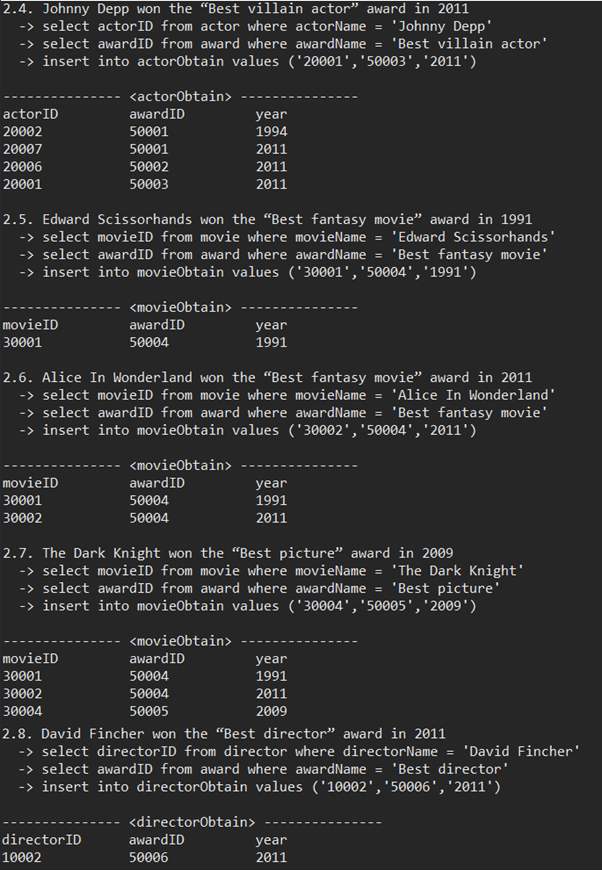 2.4. Johnny Depp won the “Best villain actor” award in 2011
-> select actorID from actor where actorName = 'Johnny Depp'
-> select awardID from award where awardName = 'Best villain actor'
-> insert into actorObtain values ('20001','50003','2011')
--------------- <actorObtain> ---------------
actorID awardID year
20002 50001 1994
20007 50001 2011
20006 50002 2011
20001 50003 2011
2.5. Edward Scissorhands won the “Best fantasy movie” award in 1991
-> select movieID from movie where movieName = 'Edward Scissorhands'
-> select awardID from award where awardName = 'Best fantasy movie'
-> insert into movieObtain values ('30001','50004','1991')
--------------- <movieObtain> ---------------
movieID awardID year
30001 50004 1991
2.6. Alice In Wonderland won the “Best fantasy movie” award in 2011
-> select movieID from movie where movieName = 'Alice In Wonderland'
-> select awardID from award where awardName = 'Best fantasy movie'
-> insert into movieObtain values ('30002','50004','2011')
--------------- <movieObtain> ---------------
movieID awardID year
30001 50004 1991
30002 50004 2011
2.7. The Dark Knight won the “Best picture” award in 2009
-> select movieID from movie where movieName = 'The Dark Knight'
-> select awardID from award where awardName = 'Best picture'
-> insert into movieObtain values ('30004','50005','2009')
--------------- <movieObtain> ---------------
movieID awardID year
30001 50004 1991
30002 50004 2011
30004 50005 2009
2.8. David Fincher won the “Best director” award in 2011
-> select directorID from director where directorName = 'David Fincher'
-> select awardID from award where awardName = 'Best director'
-> insert into directorObtain values ('10002','50006','2011')
--------------- <directorObtain> ---------------
directorID awardID year
10002 50006 2011